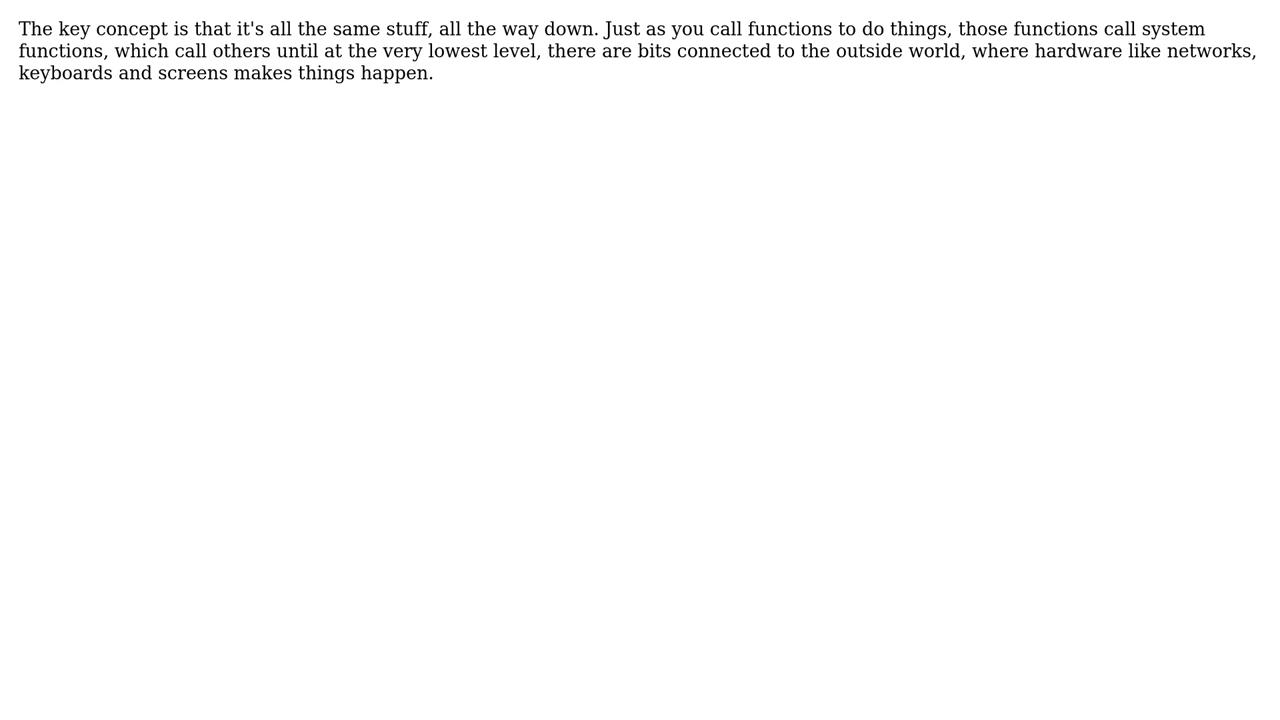 The key concept is that it's all the same stuff, all the way down. Just as you call functions to do things, those functions call system
functions, which call others until at the very lowest level, there are bits connected to the outside world, where hardware like networks,
keyboards and screens makes things happen.